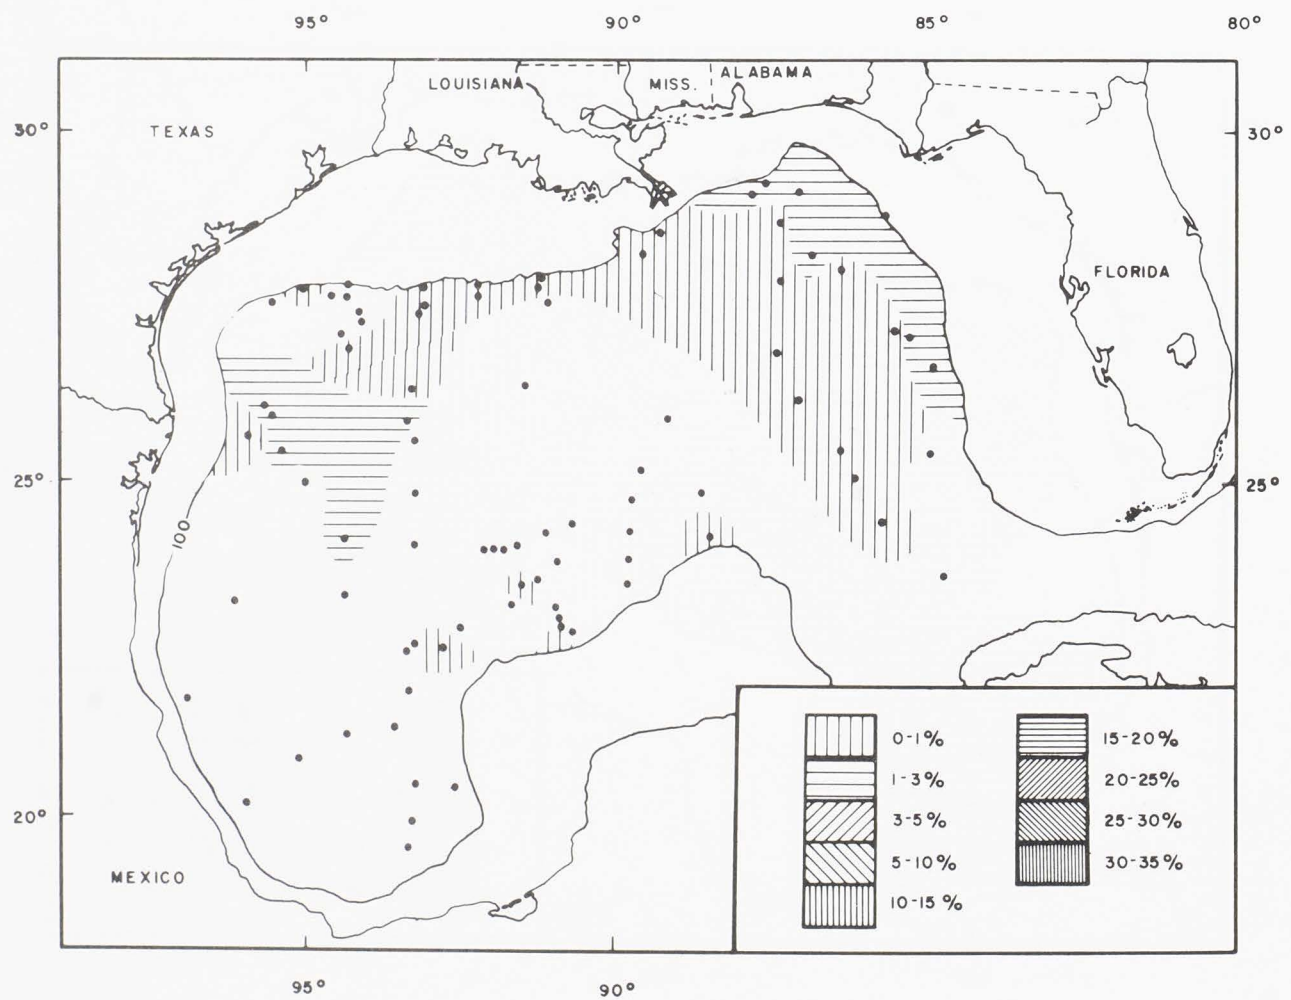 95° 90° 85° 80°
LOUISIANA MISS. ALABAMA
30° TEXAS 30°
FLORIDA
25° 25°
100
0-1% 15-20%
1-3% 20-25%
3-5% 25-30%
5-10% 30-35%
10-15%
20°
MEXICO
95° 90°